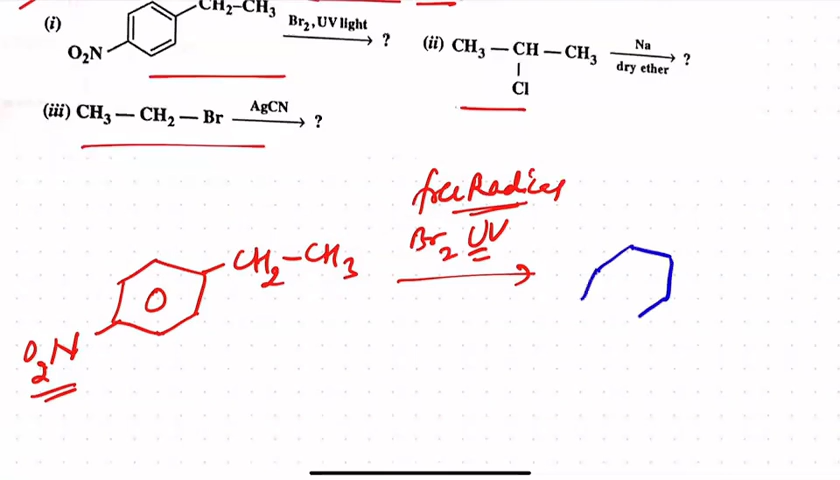 CH₂–CH₃
(i) O₂N Br₂, UV light ?
(ii) CH₃ — CH — CH₃ Na dry ether ?
Cl
(iii) CH₃ — CH₂ — Br AgCN ?
free Radical
Br₂ UV
CH₂–CH₃
O₂N